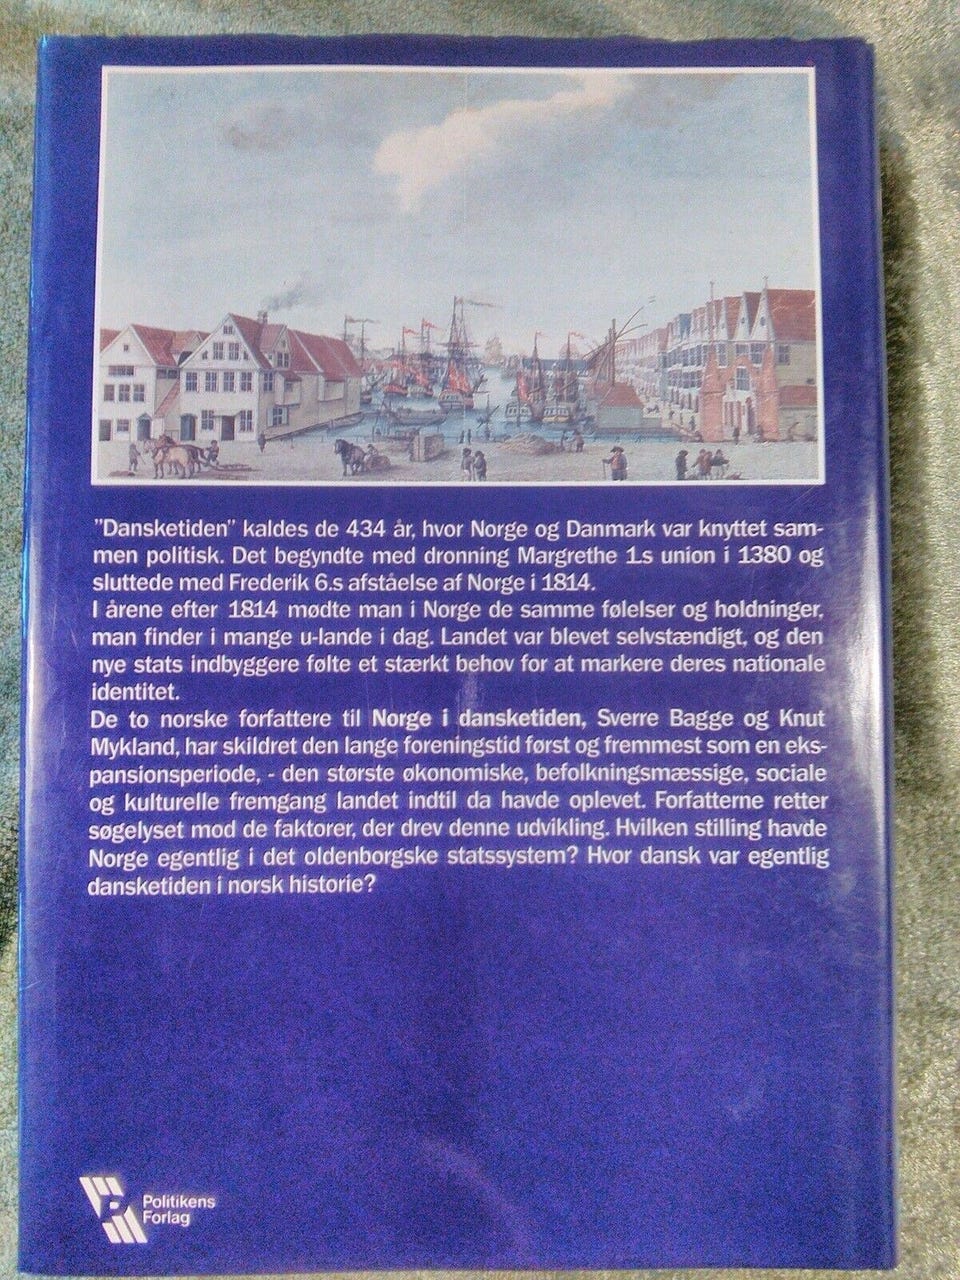 "Dansketiden" kaldes de 434 år, hvor Norge og Danmark var knyttet sam-
men politisk. Det begyndte med dronning Margrethe 1.s union i 1380 og
sluttede med Frederik 6.s afståelse af Norge i 1814.
I årene efter 1814 mødte man i Norge de samme følelser og holdninger,
man finder i mange u-lande i dag. Landet var blevet selvstændigt, og den
nye stats indbyggere følte et stærkt behov for at markere deres nationale
identitet.
De to norske forfattere til Norge i dansketiden, Sverre Bagge og Knut
Mykland, har skildret den lange foreningstid først og fremmest som en eks-
pansionsperiode, - den største økonomiske, befolkningsmæssige, sociale
og kulturelle fremgang landet indtil da havde oplevet. Forfatterne retter
søgelyset mod de faktorer, der drev denne udvikling. Hvilken stilling havde
Norge egentlig i det oldenborgske statssystem? Hvor dansk var egentlig
dansketiden i norsk historie?
Politikens
Forlag